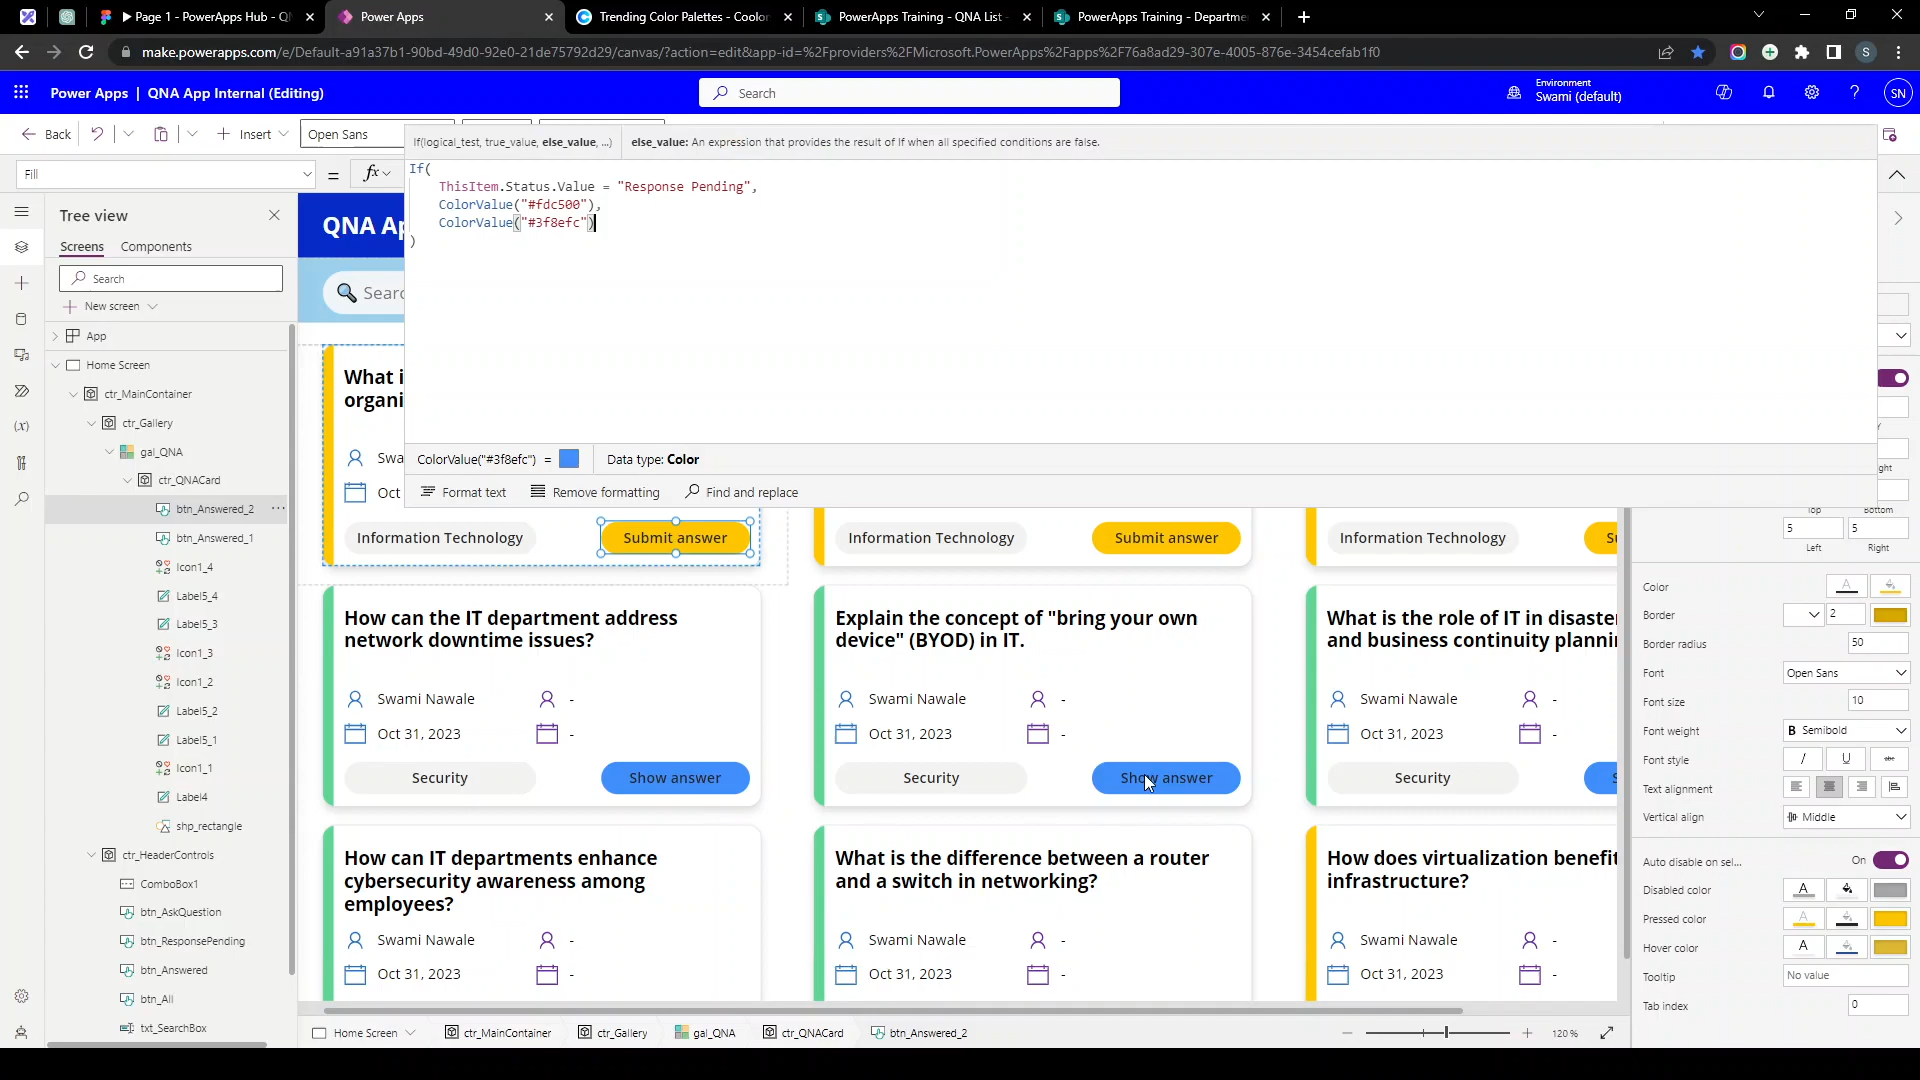 Page 1 - PowerApps Hub - QN
Power Apps
Trending Color Palettes - Coolor
PowerApps Training - QNA List -
PowerApps Training - Departme
make.powerapps.com/e/Default-a91a37b1-90bd-49d0-92e0-21de75792d29/canvas/?action=edit&app-id=%2Fproviders%2FMicrosoft.PowerApps%2Fapps%2F76a8ad29-307e-4005-876e-3454cefab1f0
S
Power Apps | QNA App Internal (Editing)
Search
Environment
Swami (default)
SN
Back
Insert
Open Sans
If(logical_test, true_value, else_value, ...)
else_value: An expression that provides the result of If when all specified conditions are false.
Fill
=
fx
If(
ThisItem.Status.Value = "Response Pending",
ColorValue("#fdc500"),
ColorValue("#3f8efc")
)
ColorValue("#3f8efc") =
Data type: Color
Format text
Remove formatting
Find and replace
Tree view
Screens
Components
Search
New screen
App
Home Screen
ctr_MainContainer
ctr_Gallery
gal_QNA
ctr_QNACard
btn_Answered_2
btn_Answered_1
Icon1_4
Label5_4
Label5_3
Icon1_3
Icon1_2
Label5_2
Label5_1
Icon1_1
Label4
shp_rectangle
ctr_HeaderControls
ComboBox1
btn_AskQuestion
btn_ResponsePending
btn_Answered
btn_All
txt_SearchBox
QNA Ap
Searc
What i
organi
Swa
Oct
Information Technology
Submit answer
Information Technology
Submit answer
Information Technology
Su
How can the IT department address
network downtime issues?
Swami Nawale
-
Oct 31, 2023
-
Security
Show answer
Explain the concept of "bring your own
device" (BYOD) in IT.
Swami Nawale
-
Oct 31, 2023
-
Security
Show answer
What is the role of IT in disaste
and business continuity planni
Swami Nawale
-
Oct 31, 2023
-
Security
S
How can IT departments enhance
cybersecurity awareness among
employees?
Swami Nawale
-
Oct 31, 2023
-
What is the difference between a router
and a switch in networking?
Swami Nawale
-
Oct 31, 2023
-
How does virtualization benefit
infrastructure?
Swami Nawale
-
Oct 31, 2023
-
Home Screen
ctr_MainContainer
ctr_Gallery
gal_QNA
ctr_QNACard
btn_Answered_2
120 %
Y
ght
Top
Bottom
5
5
Left
Right
Color
Border
2
Border radius
50
Font
Open Sans
Font size
10
Font weight
B Semibold
Font style
/
U
abc
Text alignment
Vertical align
Middle
Auto disable on sel...
On
Disabled color
Pressed color
Hover color
Tooltip
No value
Tab index
0